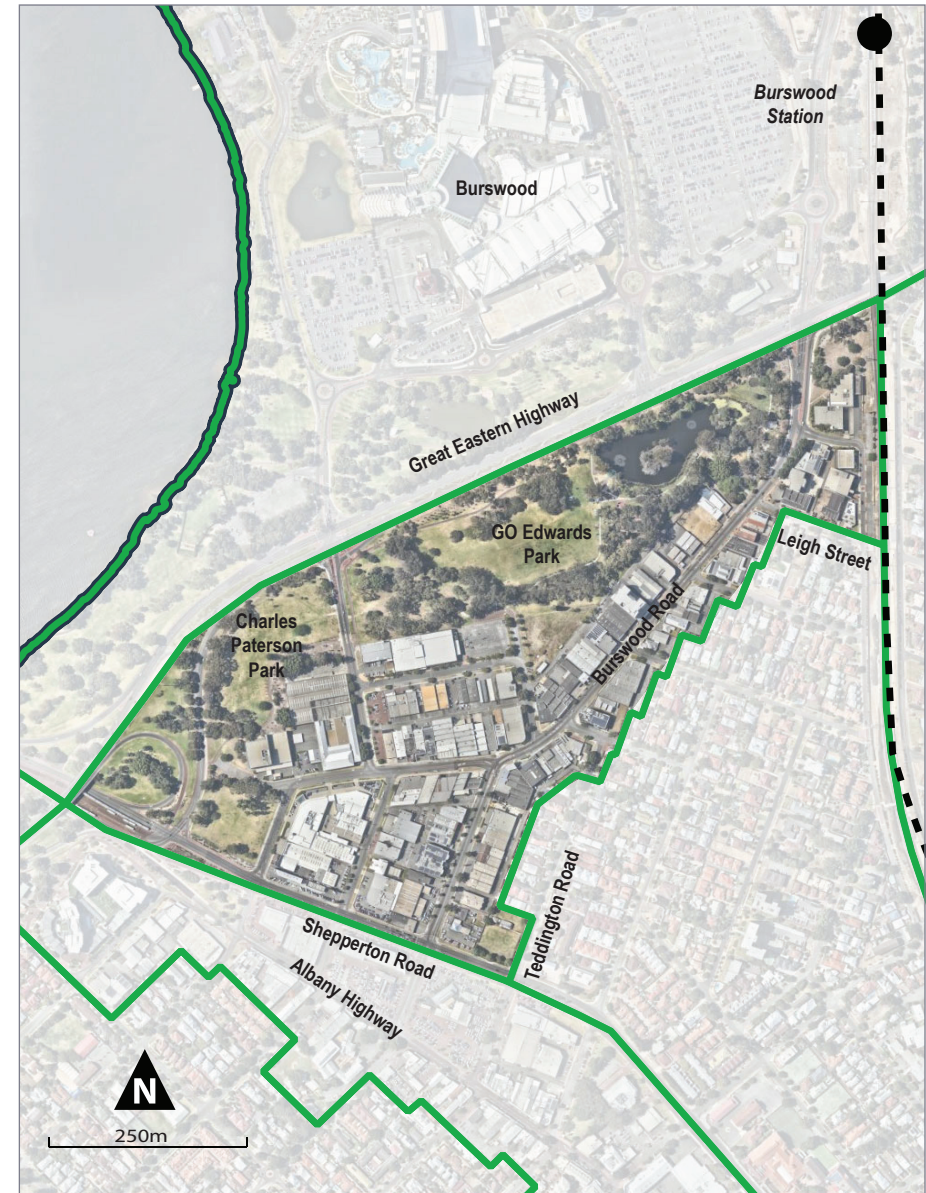 Burswood
Station
Burswood
Great Eastern Highway
GO Edwards
Park
Leigh Street
Burswood Road
Charles
Paterson
Park
Teddington Road
Shepperton Road
Albany Highway
N
250m